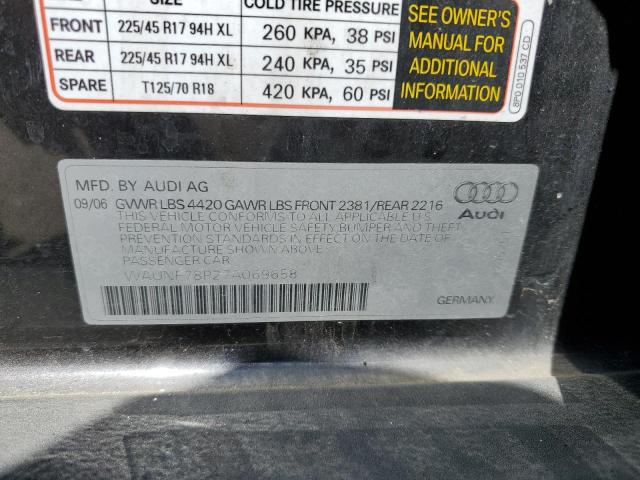 SIZE
COLD TIRE PRESSURE
FRONT 225/45 R17 94H XL 260 KPA, 38 PSI
REAR 225/45 R17 94H XL 240 KPA, 35 PSI
SPARE T125/70 R18 420 KPA, 60 PSI
SEE OWNER'S
MANUAL FOR
ADDITIONAL
INFORMATION
8P0 010 537 CD
MFD. BY AUDI AG
09/06 GVWR LBS 4420 GAWR LBS FRONT 2381/REAR 2216
THIS VEHICLE CONFORMS TO ALL APPLICABLE U.S.
FEDERAL MOTOR VEHICLE SAFETY,BUMPER,AND THEFT
PREVENTION STANDARDS IN EFFECT ON THE DATE OF
MANUFACTURE SHOWN ABOVE.
PASSENGER CAR
WAUNF78P27A069658
Audi
GERMANY